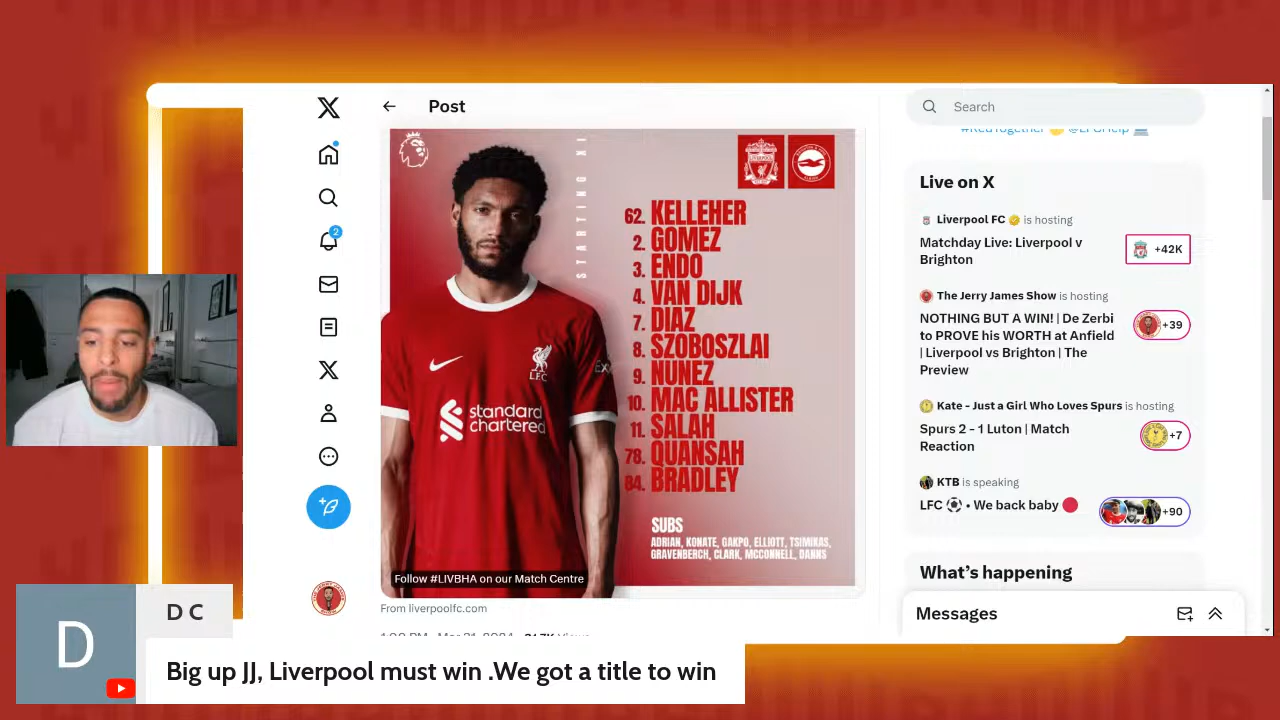 Post
Search
#RedTogether @LFCHelp
STARTING XI
62. KELLEHER
2. GOMEZ
3. ENDO
4. VAN DIJK
7. DIAZ
8. SZOBOSZLAI
9. NUNEZ
10. MAC ALLISTER
11. SALAH
78. QUANSAH
84. BRADLEY
SUBS
ADRIAN, KONATE, GAKPO, ELLIOTT, TSIMIKAS,
GRAVENBERCH, CLARK, MCCONNELL, DANNS
standard
chartered
L.F.C
Follow #LIVBHA on our Match Centre
From liverpoolfc.com
2
Live on X
Liverpool FC is hosting
Matchday Live: Liverpool v
Brighton
+42K
The Jerry James Show is hosting
NOTHING BUT A WIN! | De Zerbi
to PROVE his WORTH at Anfield
| Liverpool vs Brighton | The
Preview
+39
Kate - Just a Girl Who Loves Spurs is hosting
Spurs 2 - 1 Luton | Match
Reaction
+7
KTB is speaking
LFC ⚽ • We back baby 🔴
+90
What's happening
Messages
D
D C
Big up JJ, Liverpool must win .We got a title to win